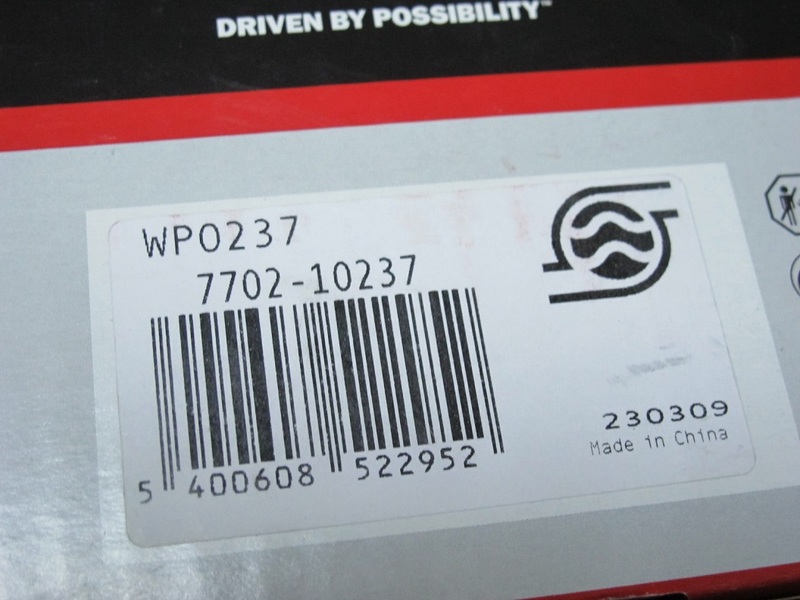 DRIVEN BY POSSIBILITY™
WP0237
7702-10237
5 400608 522952
230309
Made in China